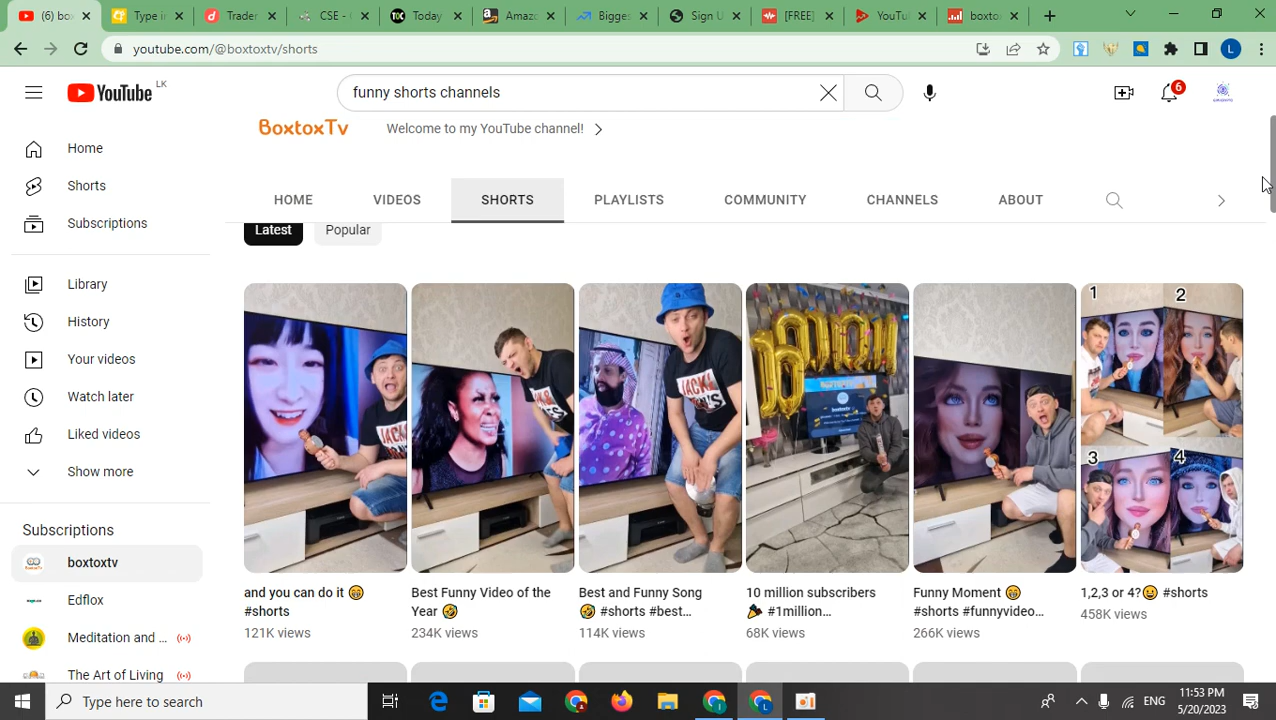 (6) box
Type in
Trader
CSE - (
Today
Amazo
Bigges
Sign U
[FREE]
YouTu
boxto
youtube.com/@boxtoxtv/shorts
YouTube LK
funny shorts channels
6
BoxtoxTv
Welcome to my YouTube channel!
Home
Shorts
Subscriptions
Library
History
Your videos
Watch later
Liked videos
Show more
Subscriptions
boxtoxtv
Edflox
Meditation and ...
The Art of Living
HOME VIDEOS SHORTS PLAYLISTS COMMUNITY CHANNELS ABOUT
Latest Popular
1 2
3 4
and you can do it 😁
#shorts
121K views
Best Funny Video of the
Year 🤣
234K views
Best and Funny Song
🤣 #shorts #best...
114K views
10 million subscribers
🎉 #1million...
68K views
Funny Moment 😁
#shorts #funnyvideo...
266K views
1,2,3 or 4?😉 #shorts
458K views
Type here to search
ENG
11:53 PM
5/20/2023